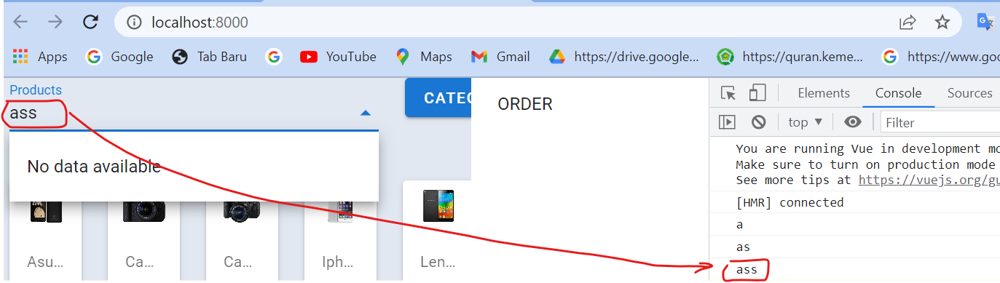 localhost:8000
Apps Google Tab Baru YouTube Maps Gmail https://drive.google... https://quran.keme... https://www.goo
Products
ass
No data available
CATEG
ORDER
Asu... Ca... Ca... Iph... Len...
Elements Console Sources
top ▼ Filter
You are running Vue in development mo
Make sure to turn on production mode
See more tips at https://vuejs.org/gu
[HMR] connected
a
as
ass